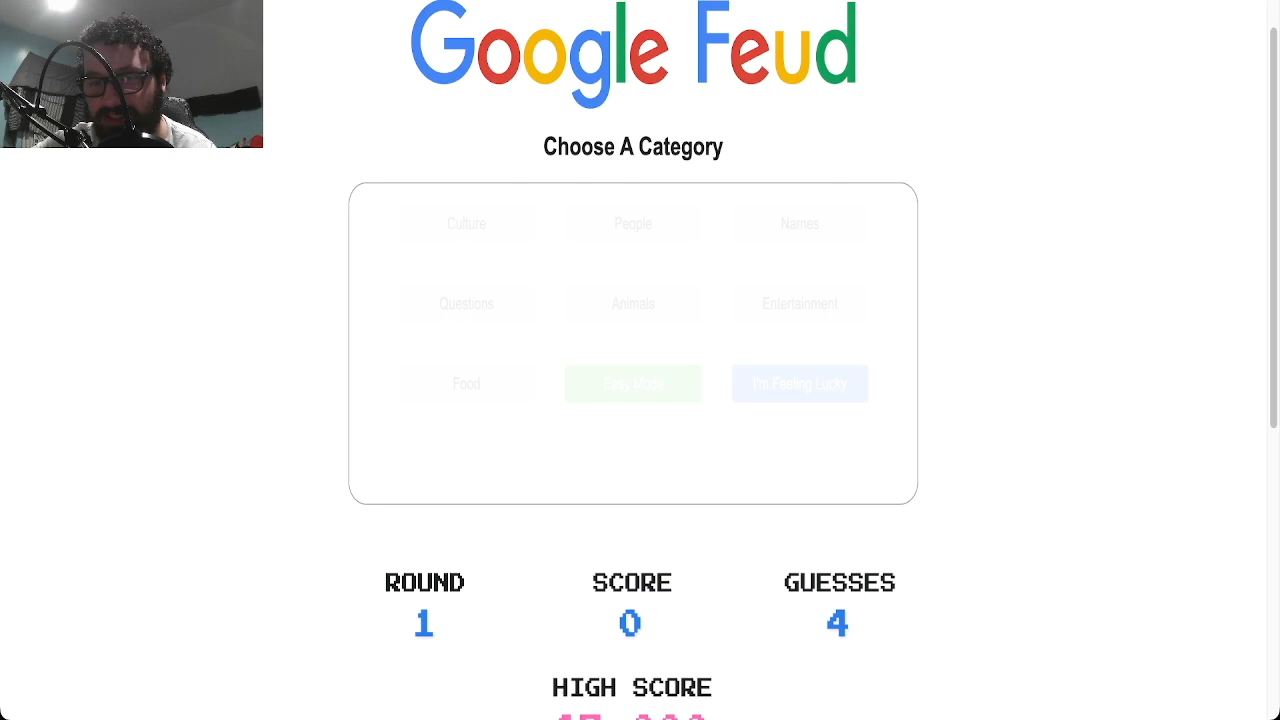 Google Feud
Choose A Category
Culture People Names
Questions Animals Entertainment
Food Easy Mode I'm Feeling Lucky
ROUND SCORE GUESSES
1 0 4
HIGH SCORE